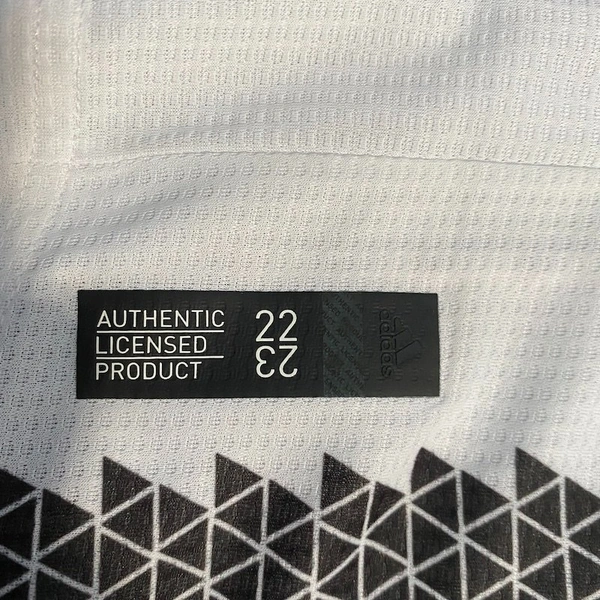 AUTHENTIC
LICENSED
PRODUCT
22
23
adidas